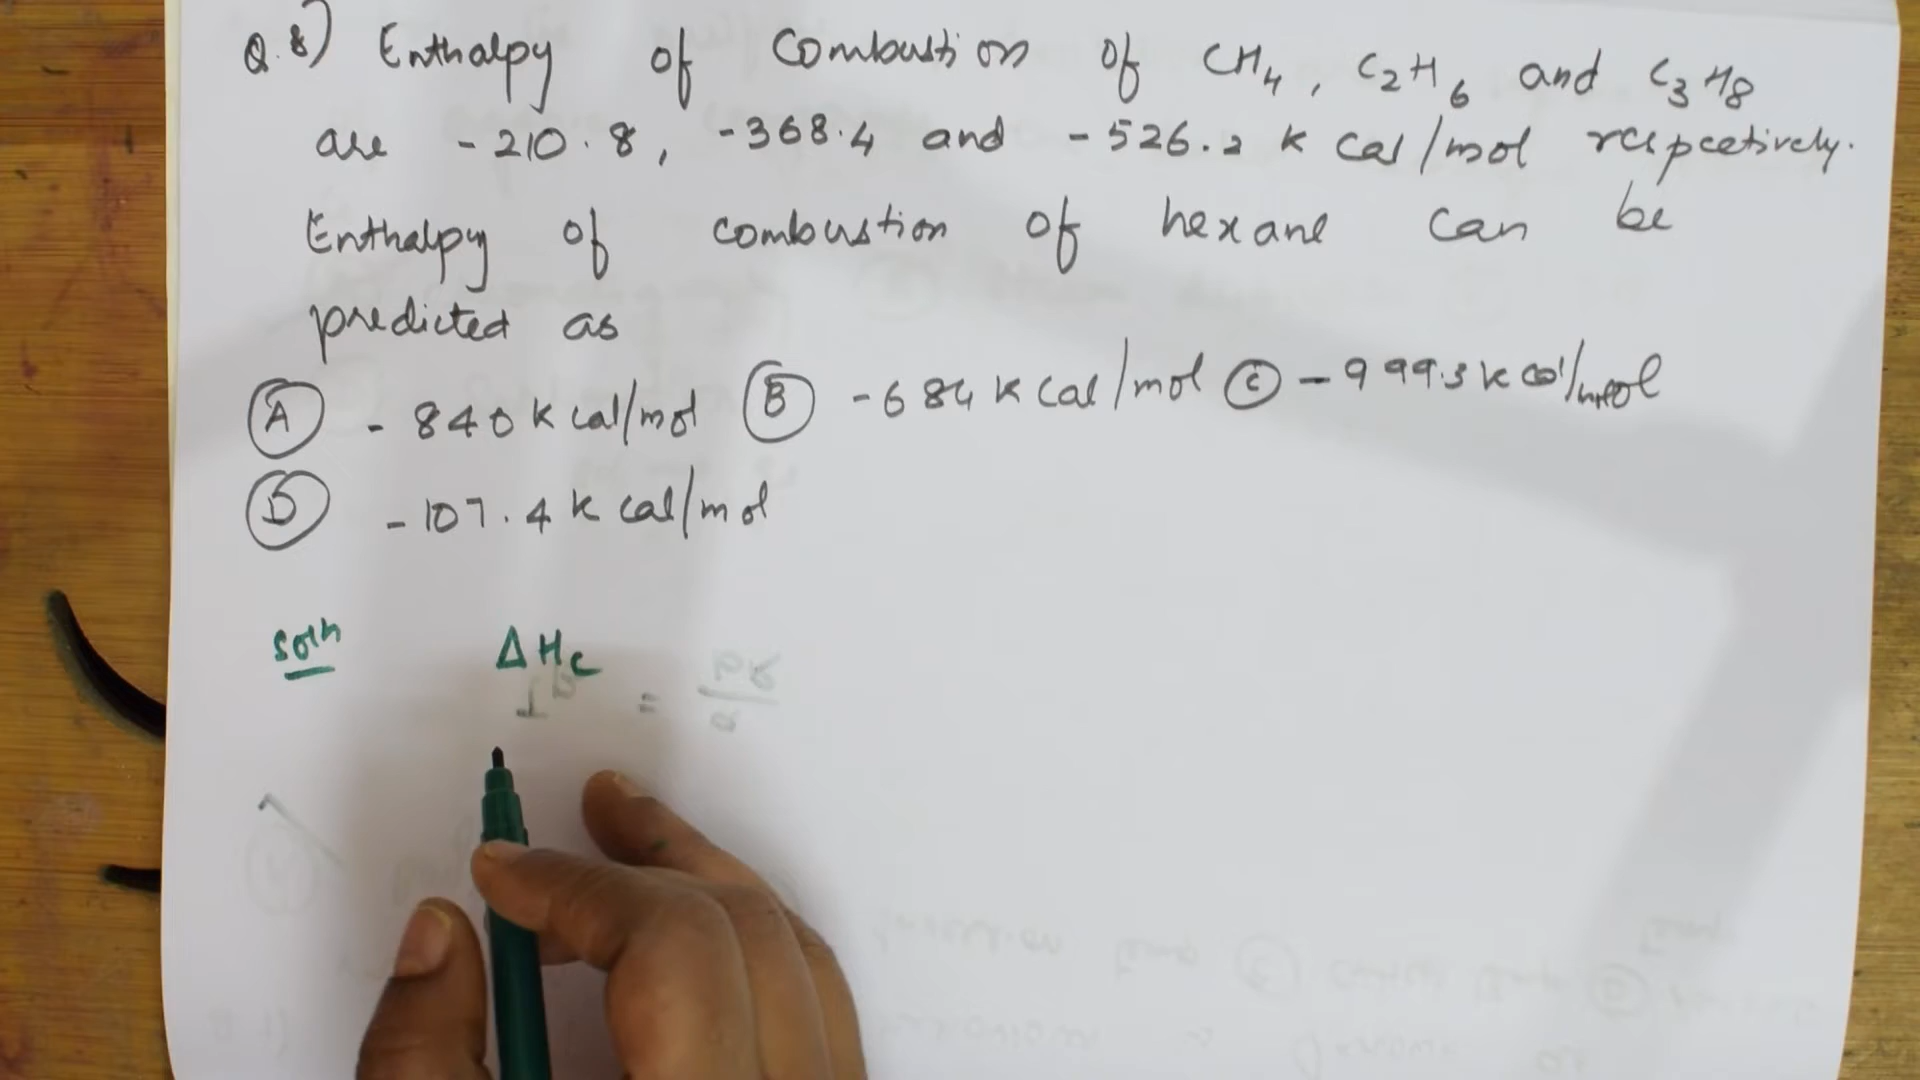 Q.8) Enthalpy of Combustion of CH4, C2H6 and C3H8
are -210.8, -368.4 and -526.2 k cal/mol respectively.
Enthalpy of combustion of hexane can be
predicted as
(A) -840 k cal/mol (B) -684 k cal/mol (C) -999.3 k cal/mol
(D) -107.4 k cal/mol
Soln ΔHc